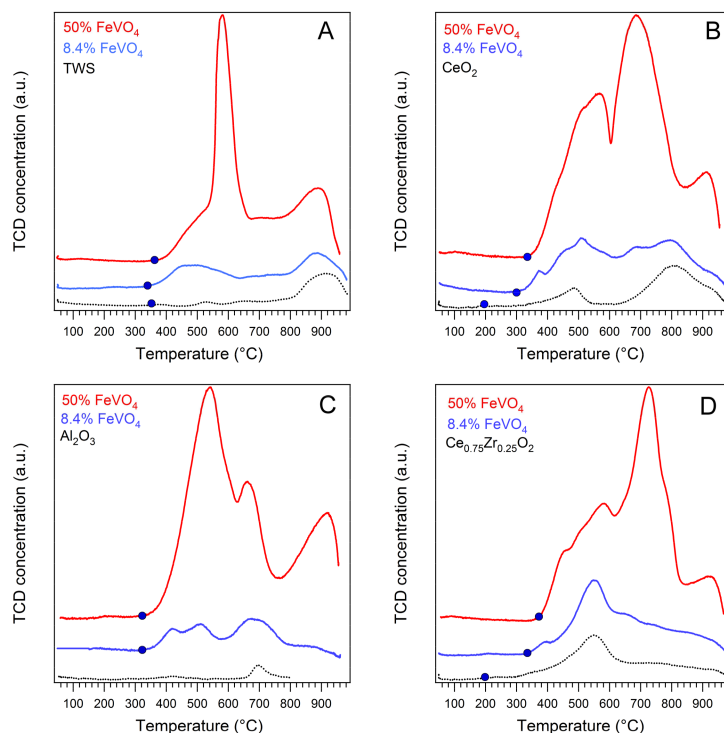 A
50% FeVO₄
8.4% FeVO₄
TWS
TCD concentration (a.u.)
100 200 300 400 500 600 700 800 900
Temperature (°C)
B
50% FeVO₄
8.4% FeVO₄
CeO₂
TCD concentration (a.u.)
100 200 300 400 500 600 700 800 900
Temperature (°C)
C
50% FeVO₄
8.4% FeVO₄
Al₂O₃
TCD concentration (a.u.)
100 200 300 400 500 600 700 800 900
Temperature (°C)
D
50% FeVO₄
8.4% FeVO₄
Ce₀.₇₅Zr₀.₂₅O₂
TCD concentration (a.u.)
100 200 300 400 500 600 700 800 900
Temperature (°C)